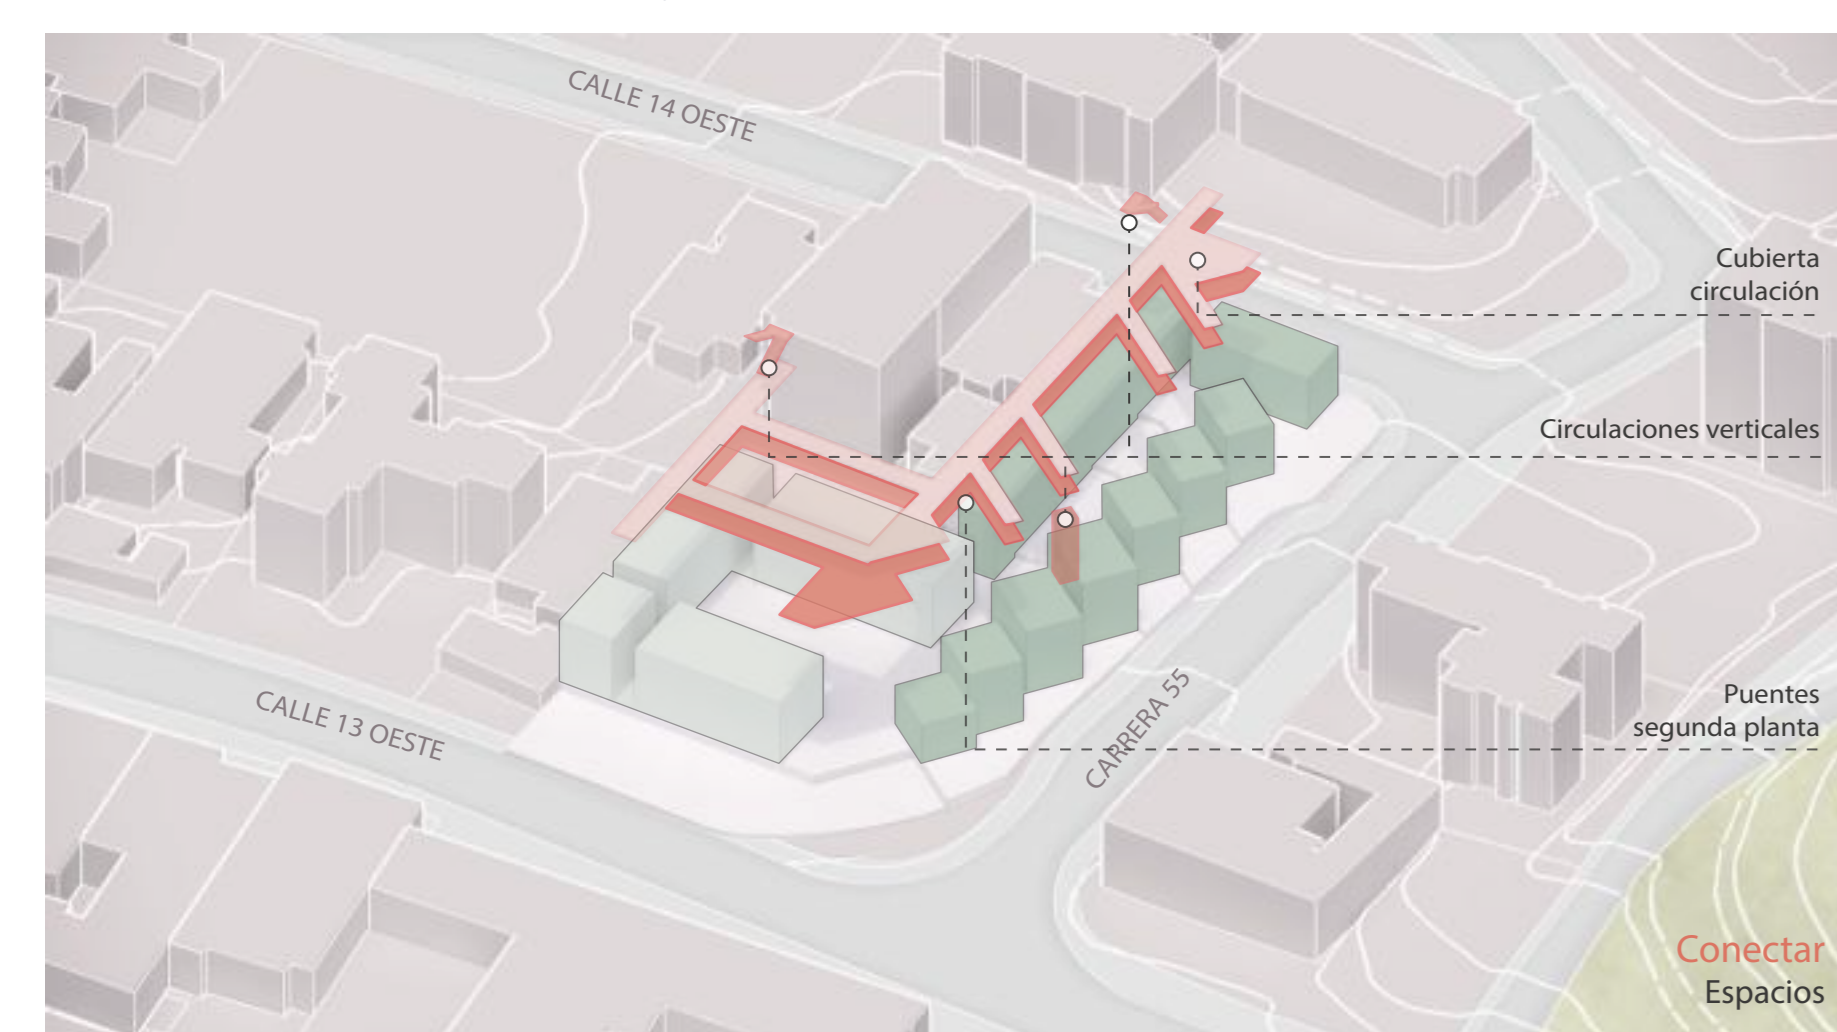 CALLE 14 OESTE
Cubierta
circulación
Circulaciones verticales
Puentes
segunda planta
CALLE 13 OESTE
CARRERA 55
Conectar
Espacios